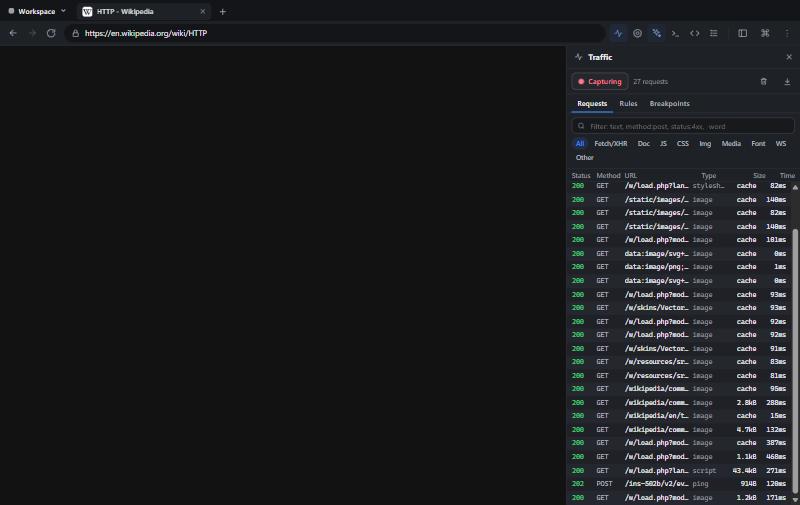 Workspace
HTTP - Wikipedia
https://en.wikipedia.org/wiki/HTTP
Traffic
Capturing 27 requests
Requests Rules Breakpoints
Filter: text, method:post, status:4xx, -word
All Fetch/XHR Doc JS CSS Img Media Font WS
Other
Status Method URL Type Size Time
200 GET /w/load.php?lan… stylesh… cache 82ms
200 GET /static/images/… image cache 140ms
200 GET /static/images/… image cache 82ms
200 GET /static/images/… image cache 140ms
200 GET /w/load.php?mod… image cache 101ms
200 GET data:image/svg+… image cache 0ms
200 GET data:image/png;… image cache 1ms
200 GET data:image/svg+… image cache 0ms
200 GET /w/load.php?mod… image cache 93ms
200 GET /w/skins/Vector… image cache 93ms
200 GET /w/load.php?mod… image cache 92ms
200 GET /w/load.php?mod… image cache 92ms
200 GET /w/skins/Vector… image cache 91ms
200 GET /w/resources/sr… image cache 83ms
200 GET /w/resources/sr… image cache 81ms
200 GET /wikipedia/comm… image cache 95ms
200 GET /wikipedia/comm… image 2.8kB 288ms
200 GET /wikipedia/en/t… image cache 15ms
200 GET /wikipedia/comm… image 4.7kB 132ms
200 GET /w/load.php?mod… image cache 387ms
200 GET /w/load.php?mod… image 1.1kB 468ms
200 GET /w/load.php?lan… script 43.4kB 271ms
202 POST /ins-502b/v2/ev… ping 914B 120ms
200 GET /w/load.php?mod… image 1.2kB 171ms